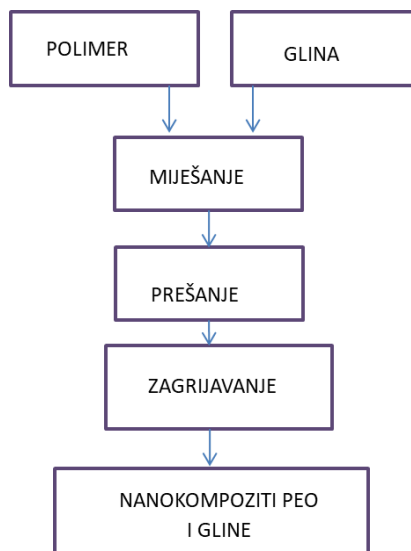 POLIMER
GLINA
MIJEŠANJE
PREŠANJE
ZAGRIJAVANJE
NANOKOMPOZITI PEO
I GLINE